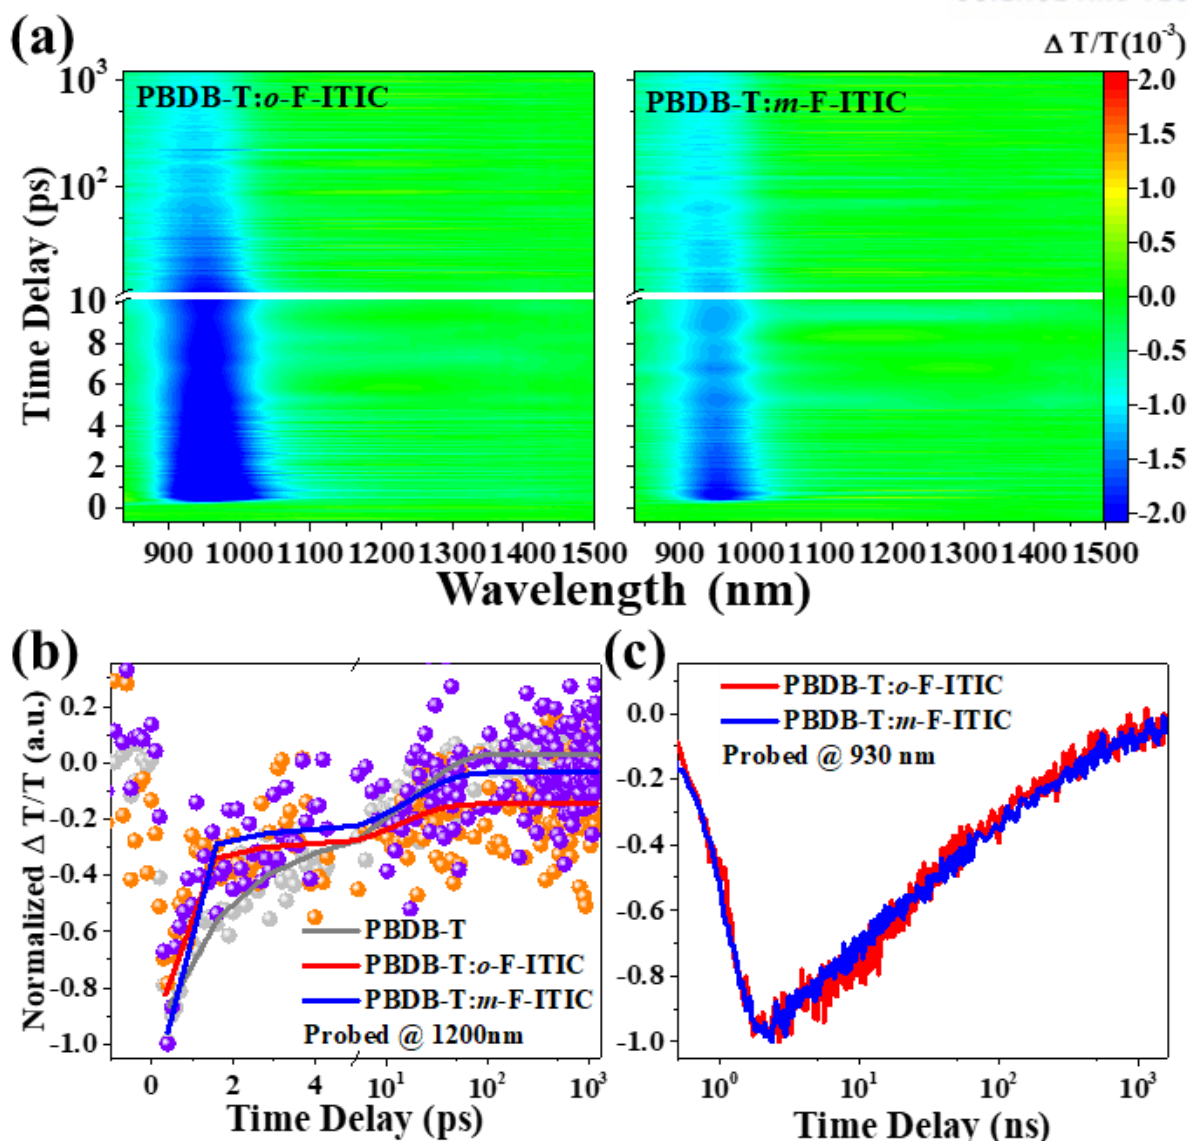 (a)
Δ T/T(10⁻³)
PBDB-T:o-F-ITIC
PBDB-T:m-F-ITIC
Time Delay (ps)
10³
10²
10
8
6
4
2
0
900 1000 1100 1200 1300 1400 1500
900 1000 1100 1200 1300 1400 1500
Wavelength (nm)
2.0
1.5
1.0
0.5
0.0
-0.5
-1.0
-1.5
-2.0
(b)
Normalized Δ T/T (a.u.)
0.2
0.0
-0.2
-0.4
-0.6
-0.8
-1.0
PBDB-T
PBDB-T:o-F-ITIC
PBDB-T:m-F-ITIC
Probed @ 1200nm
0 2 4 10¹ 10² 10³
Time Delay (ps)
(c)
PBDB-T:o-F-ITIC
PBDB-T:m-F-ITIC
Probed @ 930 nm
0.0
-0.2
-0.4
-0.6
-0.8
-1.0
10⁰ 10¹ 10² 10³
Time Delay (ns)